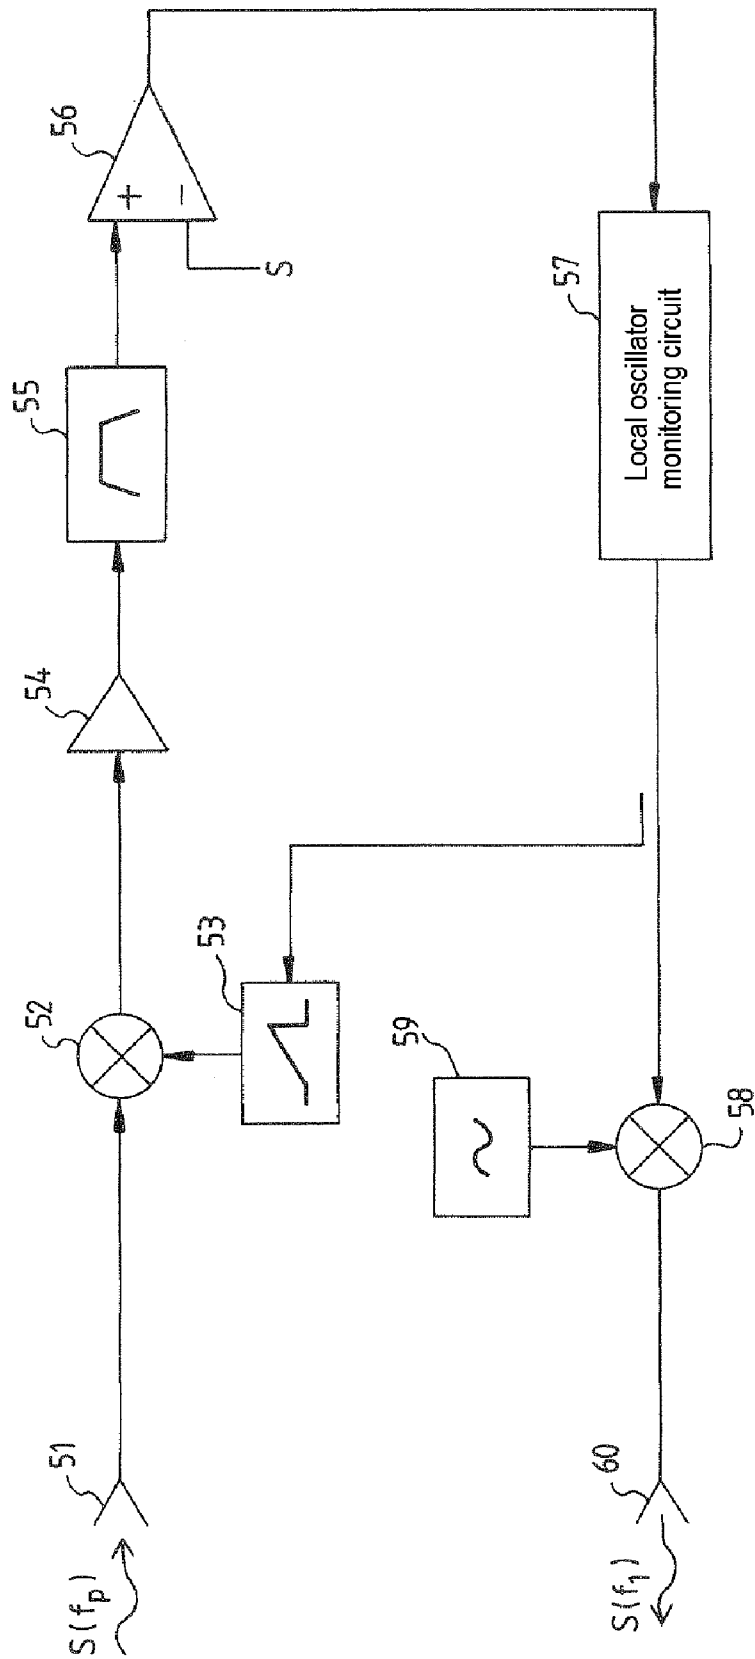 S(fp)
51
52
53
54
55
56
+
−
S
57
Local oscillator
monitoring circuit
59
58
60
S(f1)